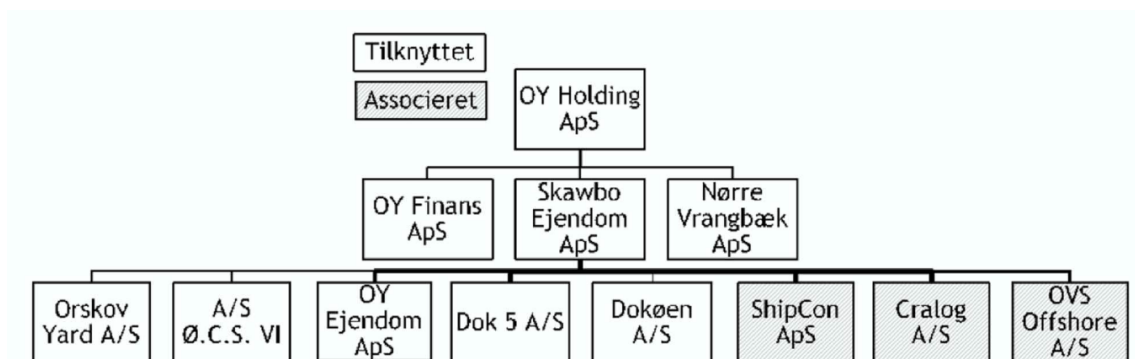 Tilknyttet
Associeret
OY Holding
ApS
OY Finans
ApS
Skawbo
Ejendom
ApS
Nørre
Vrangbæk
ApS
Orskov
Yard A/S
A/S
Ø.C.S. VI
OY
Ejendom
ApS
Dok 5 A/S
Dokøen
A/S
ShipCon
ApS
Cralog
A/S
OVS
Offshore
A/S